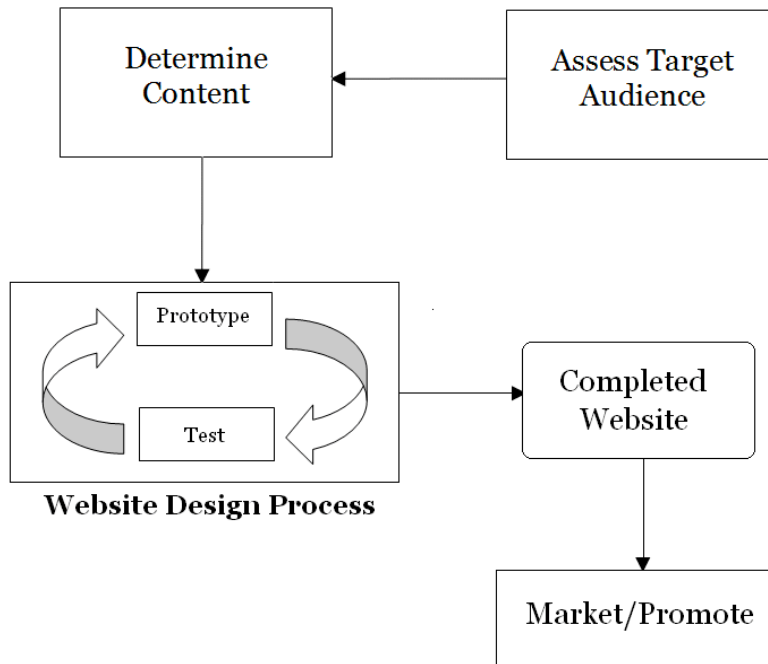 Determine
Content
Assess Target
Audience
Prototype
Test
Website Design Process
Completed
Website
Market/Promote